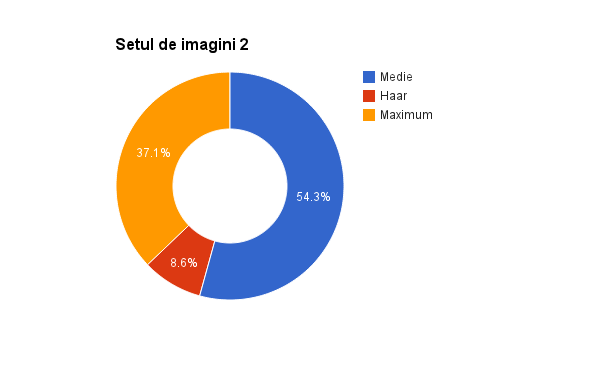 Setul de imagini 2
Medie
Haar
Maximum
37.1%
54.3%
8.6%